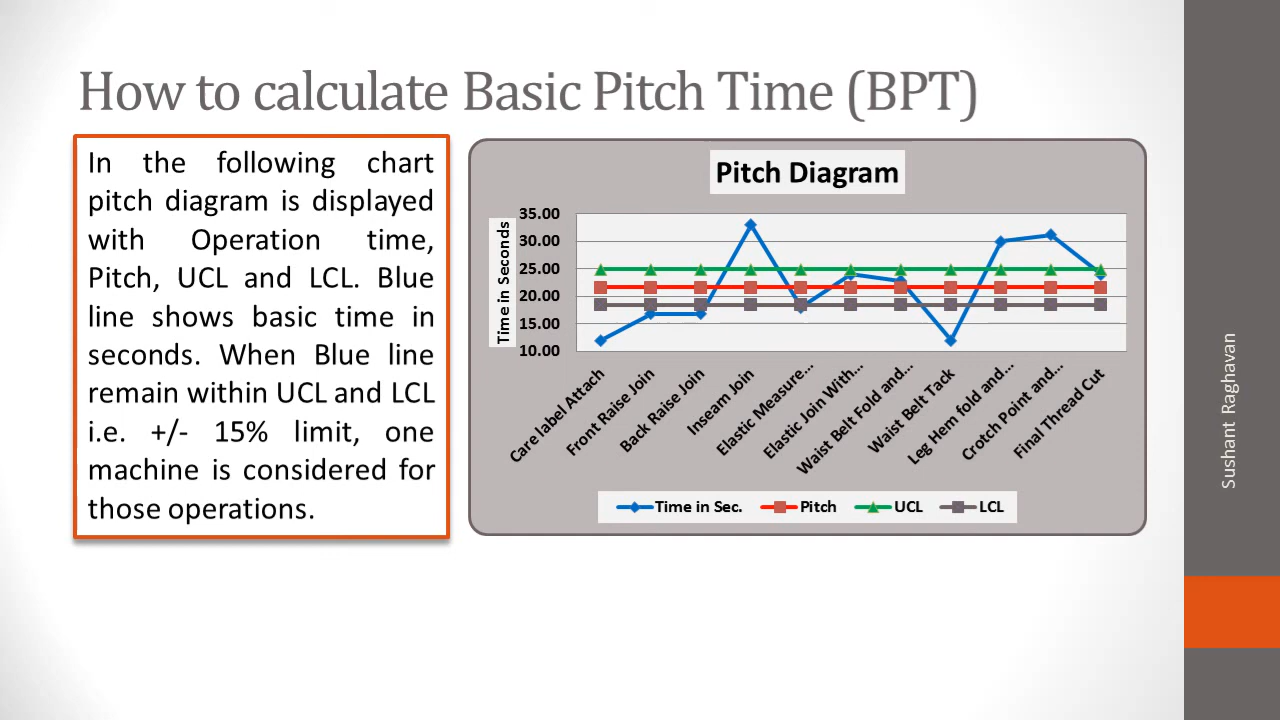 How to calculate Basic Pitch Time (BPT)
In the following chart
pitch diagram is displayed
with Operation time,
Pitch, UCL and LCL. Blue
line shows basic time in
seconds. When Blue line
remain within UCL and LCL
i.e. +/- 15% limit, one
machine is considered for
those operations.
Pitch Diagram
Time in Seconds
35.00
30.00
25.00
20.00
15.00
10.00
Care label Attach
Front Raise Join
Back Raise Join
Inseam Join
Elastic Measure...
Elastic Join With...
Waist Belt Fold and...
Waist Belt Tack
Leg Hem fold and...
Crotch Point and...
Final Thread Cut
Time in Sec.
Pitch
UCL
LCL
Sushant Raghavan